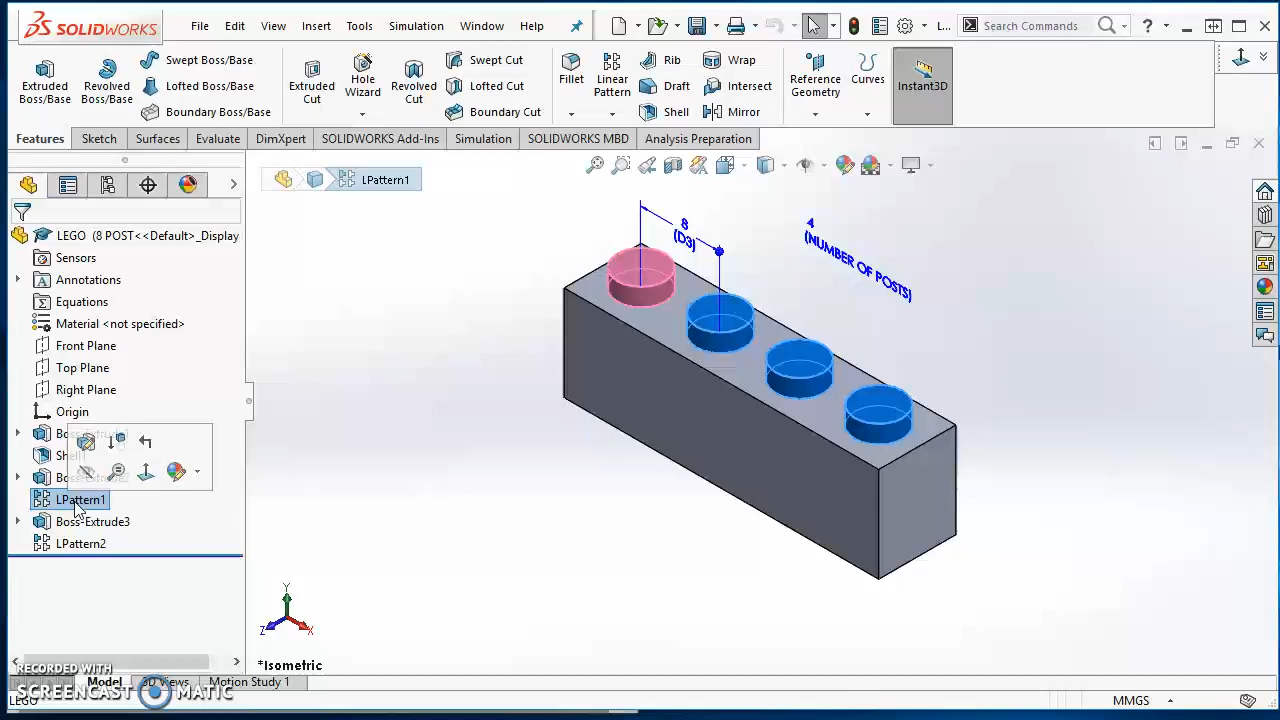 SOLIDWORKS File Edit View Insert Tools Simulation Window Help L... Search Commands ?
Extruded Boss/Base
Revolved Boss/Base
Swept Boss/Base
Lofted Boss/Base
Boundary Boss/Base
Extruded Cut
Hole Wizard
Revolved Cut
Swept Cut
Lofted Cut
Boundary Cut
Fillet
Linear Pattern
Rib
Draft
Shell
Wrap
Intersect
Mirror
Reference Geometry
Curves
Instant3D
Features Sketch Surfaces Evaluate DimXpert SOLIDWORKS Add-Ins Simulation SOLIDWORKS MBD Analysis Preparation
LPattern1
LEGO (8 POST<<Default>_Display
Sensors
Annotations
Equations
Material <not specified>
Front Plane
Top Plane
Right Plane
Origin
LPattern1
Boss-Extrude3
LPattern2
8
(D3)
4
(NUMBER OF POSTS)
Y
Z X
*Isometric
RECORDED WITH
SCREENCAST MATIC
Model 3D Views Motion Study 1
LEGO MMGS